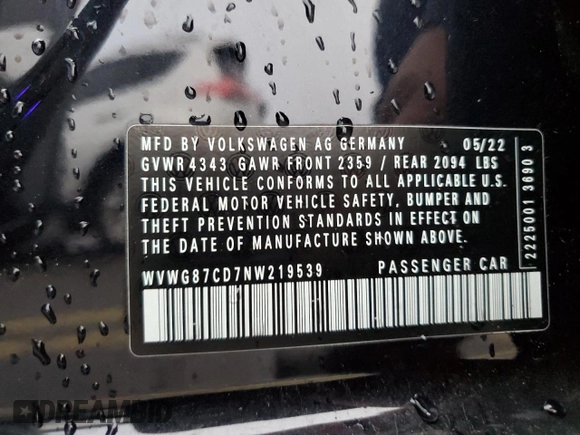 MFD BY VOLKSWAGEN AG GERMANY 05/22
GVWR 4343 GAWR FRONT 2359 / REAR 2094 LBS
THIS VEHICLE CONFORMS TO ALL APPLICABLE U.S.
FEDERAL MOTOR VEHICLE SAFETY, BUMPER AND
THEFT PREVENTION STANDARDS IN EFFECT ON
THE DATE OF MANUFACTURE SHOWN ABOVE.
WVWG87CD7NW219539 PASSENGER CAR
2225001 3690 3
DREAMBID